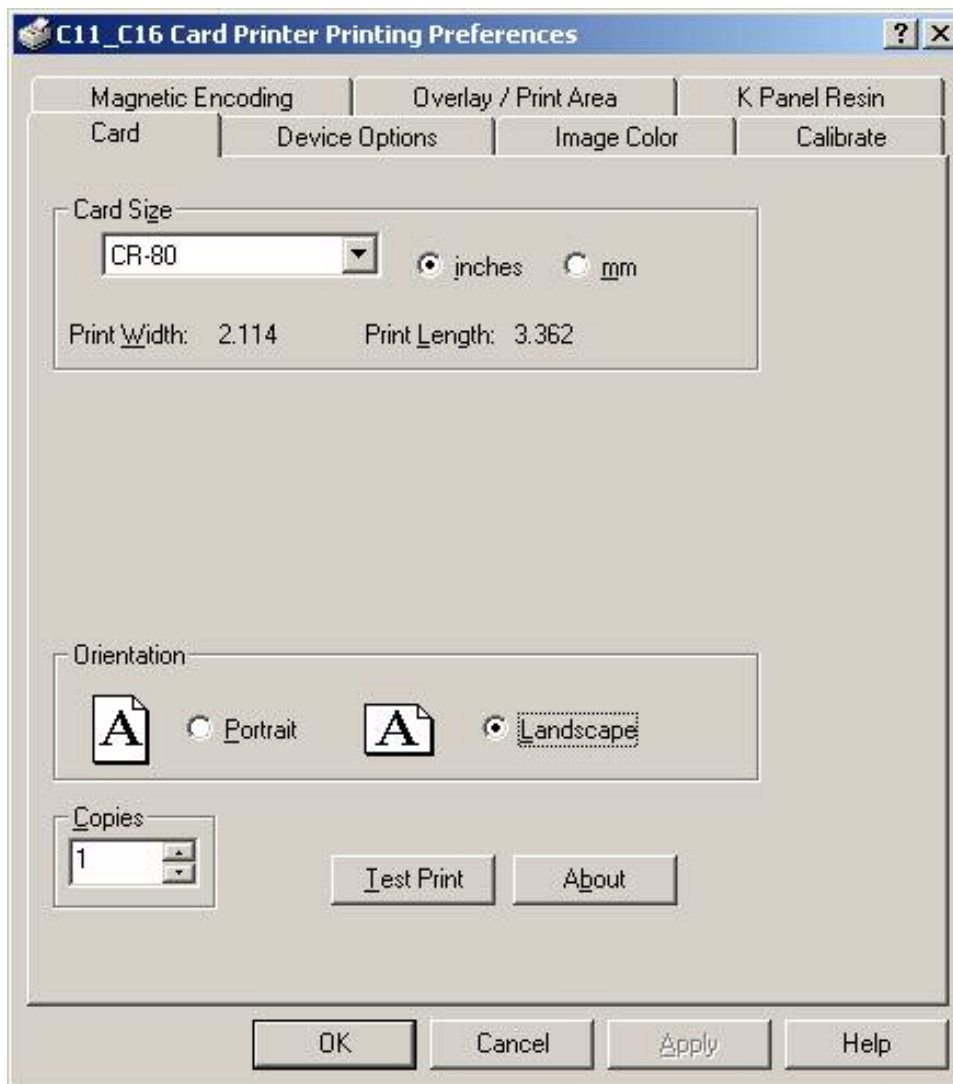 C11_C16 Card Printer Printing Preferences
Magnetic Encoding Overlay / Print Area K Panel Resin
Card Device Options Image Color Calibrate
Card Size
CR-80 inches mm
Print Width: 2.114 Print Length: 3.362
Orientation
A Portrait A Landscape
Copies
1
Test Print About
OK Cancel Apply Help